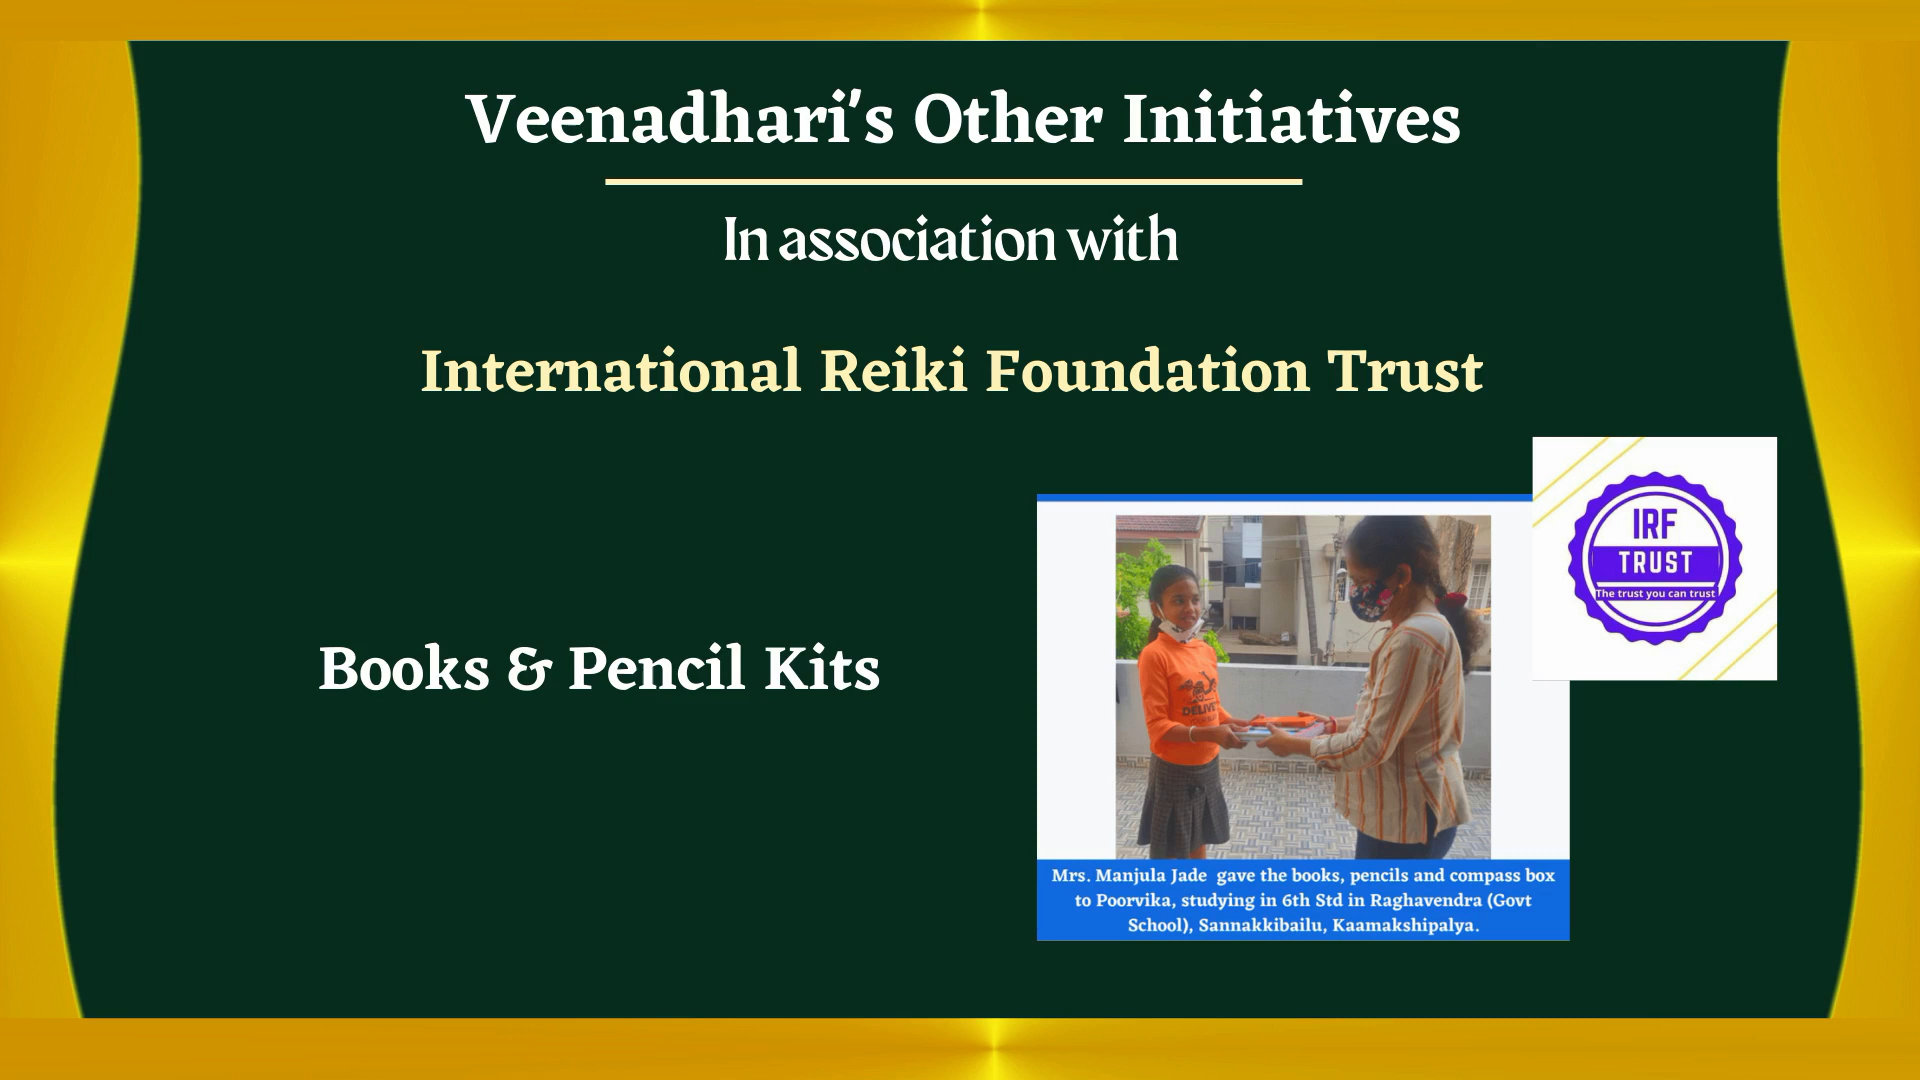 Veenadhari's Other Initiatives
In association with
International Reiki Foundation Trust
IRF
TRUST
The trust you can trust
Books & Pencil Kits
DELIVE
Mrs. Manjula Jade gave the books, pencils and compass box
to Poorvika, studying in 6th Std in Raghavendra (Govt
School), Sannakkibailu, Kaamakshipalya.